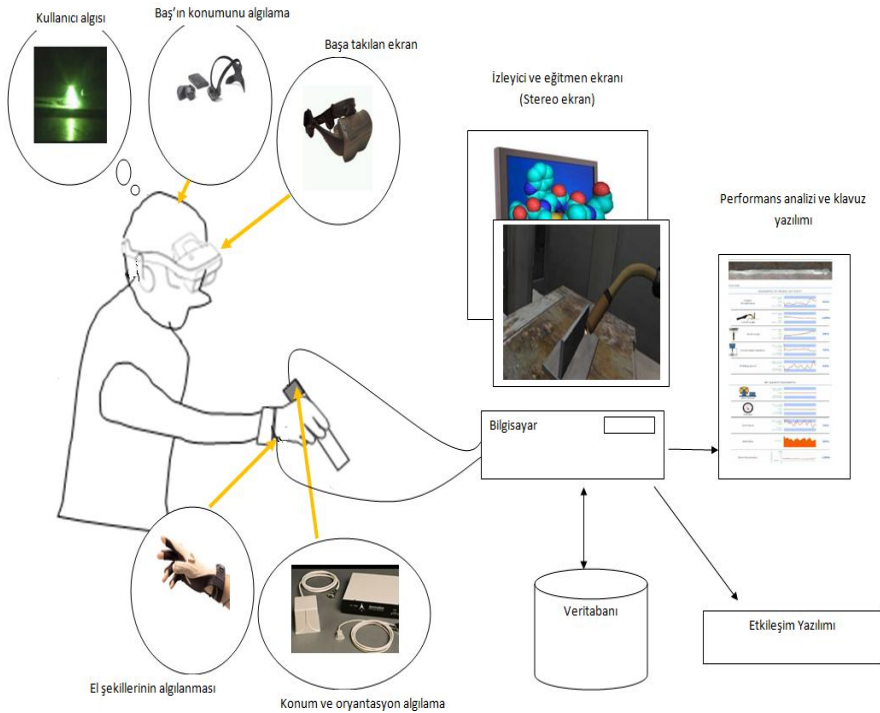 Kullanıcı algısı
Baş'ın konumunu algılama
Başa takılan ekran
İzleyici ve eğitmen ekranı
(Stereo ekran)
Performans analizi ve klavuz
yazılımı
Bilgisayar
Veritabanı
Etkileşim Yazılımı
El şekillerinin algılanması
Konum ve oryantasyon algılama